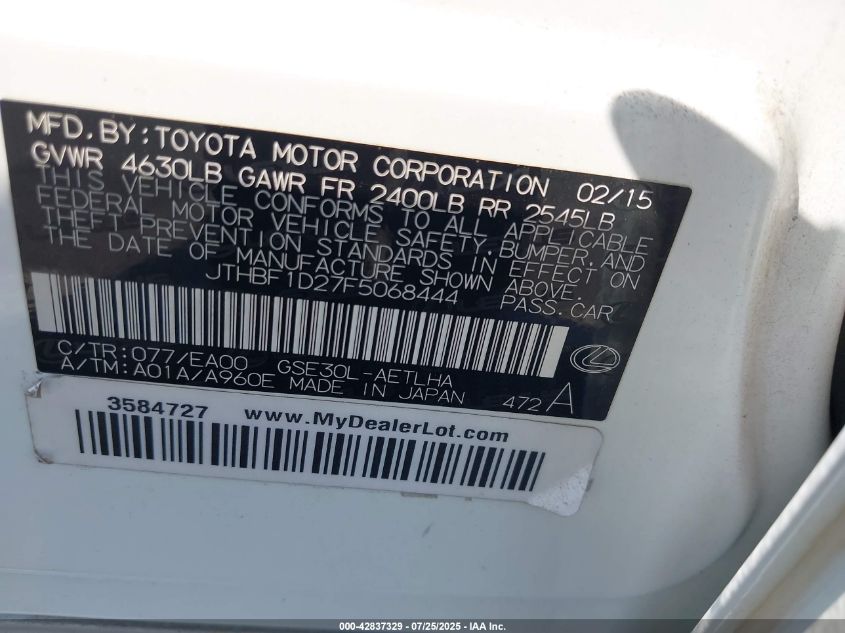 MFD. BY: TOYOTA MOTOR CORPORATION 02/15
GVWR 4630LB GAWR FR 2400LB RR 2545LB
THIS VEHICLE CONFORMS TO ALL APPLICABLE
FEDERAL MOTOR VEHICLE SAFETY, BUMPER, AND
THEFT PREVENTION STANDARDS IN EFFECT ON
THE DATE OF MANUFACTURE SHOWN ABOVE.
JTHBF1D27F5068444 PASS. CAR
C/TR: 077/EA00 GSE30L-AETLHA
A/TM: A01A/A960E MADE IN JAPAN 472 A
3584727 www.MyDealerLot.com
000-42837329 - 07/25/2025 - IAA Inc.